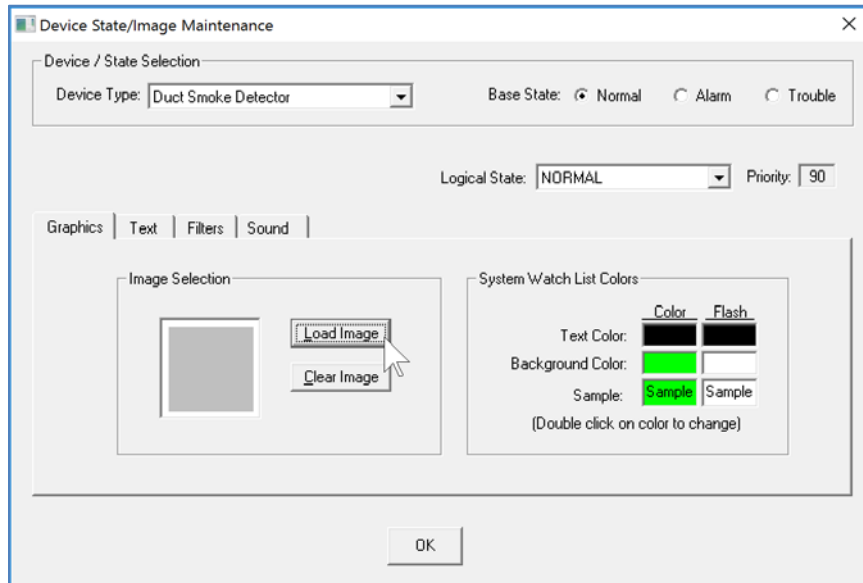 Device State/Image Maintenance
Device / State Selection
Device Type: Duct Smoke Detector
Base State: Normal Alarm Trouble
Logical State: NORMAL Priority: 90
Graphics Text Filters Sound
Image Selection
Load Image
Clear Image
System Watch List Colors
Color Flash
Text Color:
Background Color:
Sample: Sample Sample
(Double click on color to change)
OK